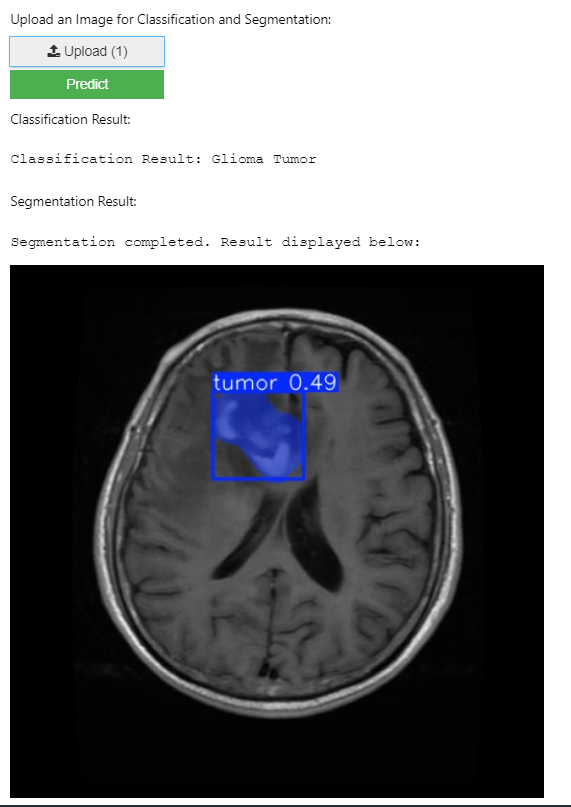 Upload an Image for Classification and Segmentation:
Upload (1)
Predict
Classification Result:
Classification Result: Glioma Tumor
Segmentation Result:
Segmentation completed. Result displayed below:
tumor 0.49